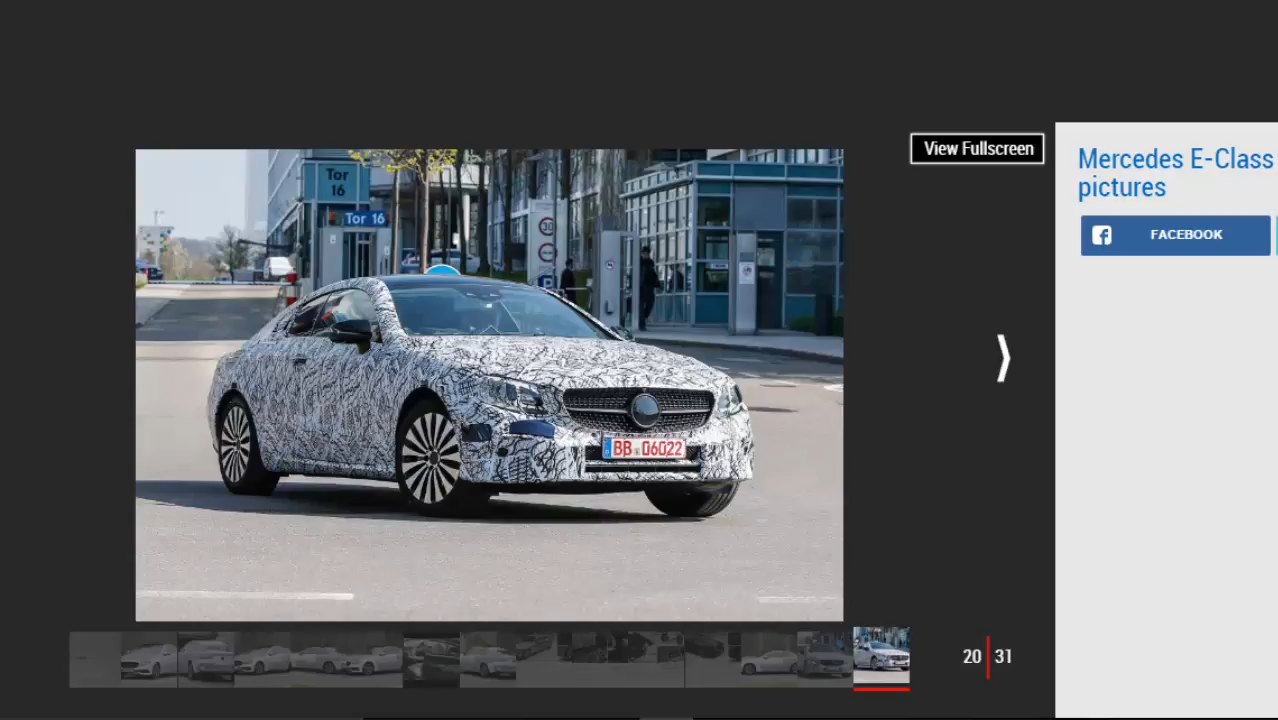 View Fullscreen
Mercedes E-Class
pictures
FACEBOOK
Tor
16
Tor 16
30
P
BB 06022
20 31